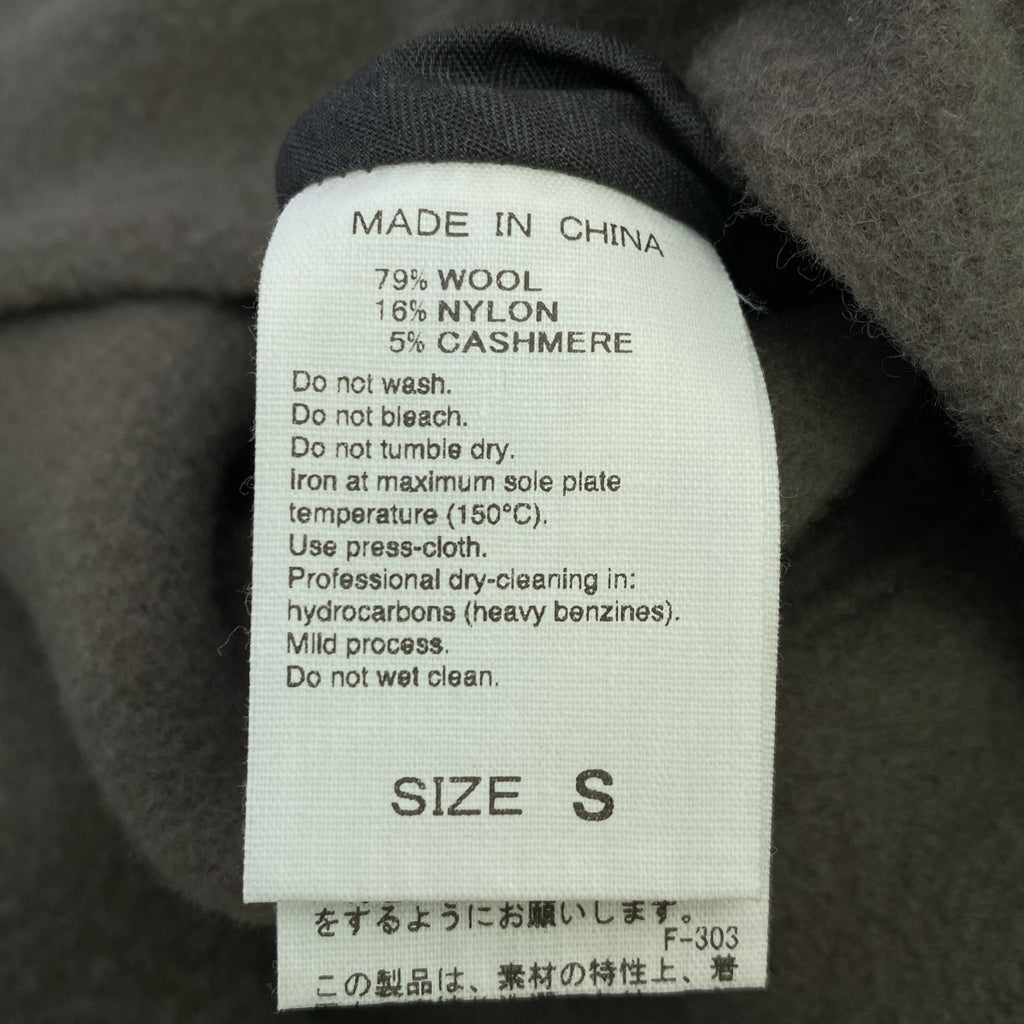 MADE IN CHINA
79% WOOL
16% NYLON
5% CASHMERE
Do not wash.
Do not bleach.
Do not tumble dry.
Iron at maximum sole plate
temperature (150°C).
Use press-cloth.
Professional dry-cleaning in:
hydrocarbons (heavy benzines).
Mild process.
Do not wet clean.
SIZE S
をするようにお願いします。
F-303
この製品は、素材の特性上、着